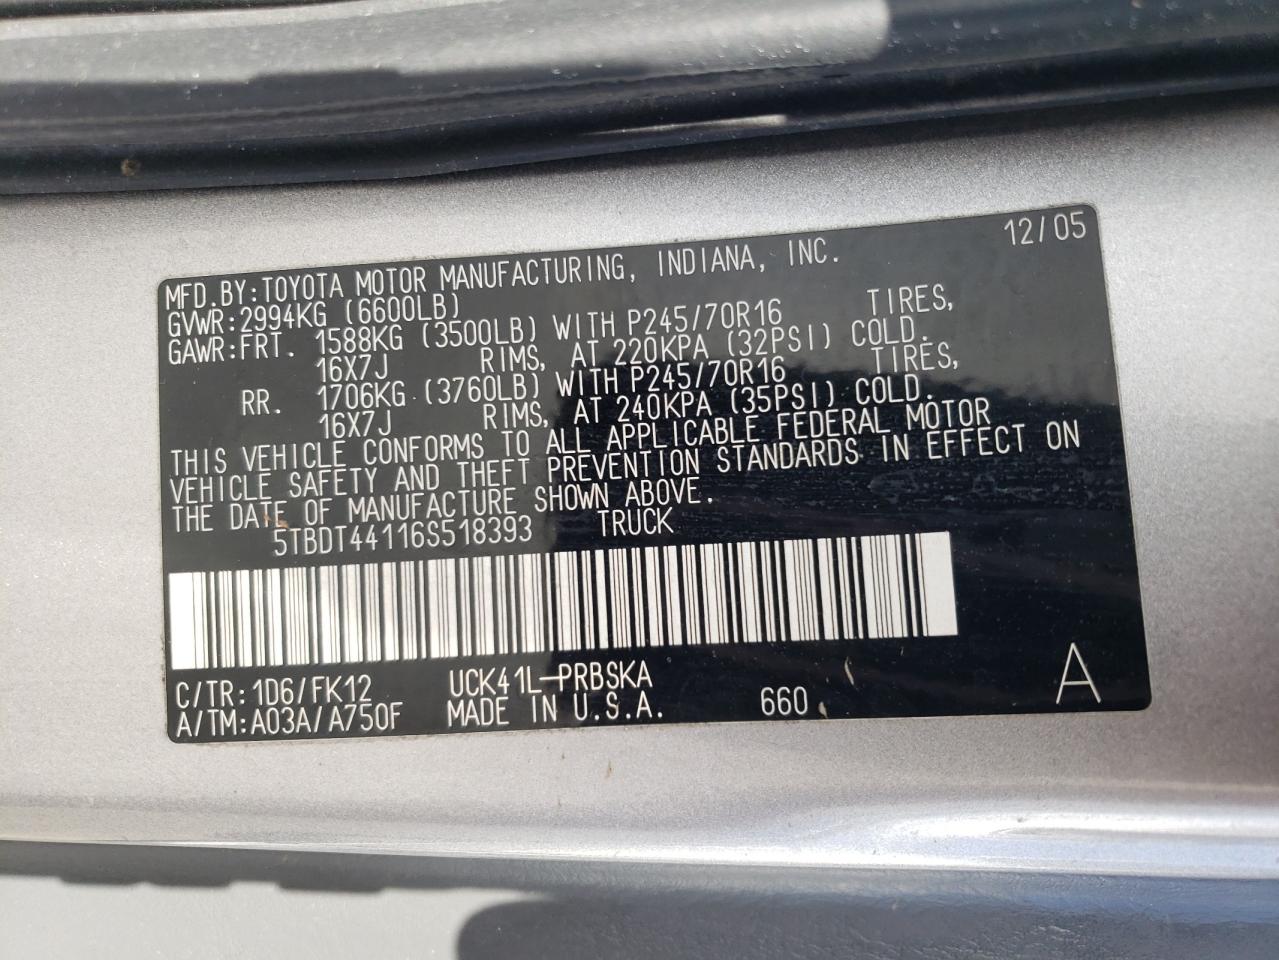 12/05
MFD.BY:TOYOTA MOTOR MANUFACTURING, INDIANA, INC.
GVWR:2994KG (6600LB)
GAWR:FRT. 1588KG (3500LB) WITH P245/70R16 TIRES,
16X7J RIMS, AT 220KPA (32PSI) COLD.
RR. 1706KG (3760LB) WITH P245/70R16 TIRES,
16X7J RIMS, AT 240KPA (35PSI) COLD.
THIS VEHICLE CONFORMS TO ALL APPLICABLE FEDERAL MOTOR
VEHICLE SAFETY AND THEFT PREVENTION STANDARDS IN EFFECT ON
THE DATE OF MANUFACTURE SHOWN ABOVE.
5TBDT44116S518393 TRUCK
C/TR:1D6/FK12 UCK41L-PRBSKA
A/TM:A03A/A750F MADE IN U.S.A. 660 A